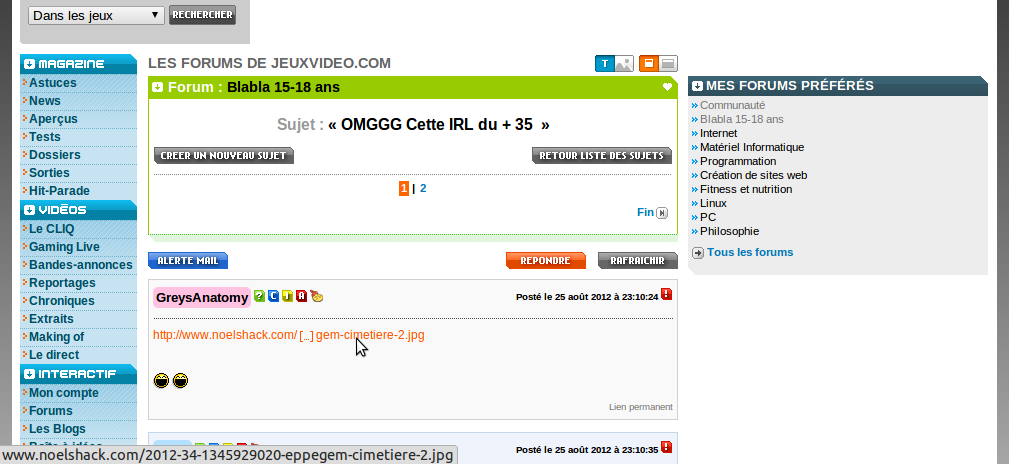 Dans les jeux
RECHERCHER
MAGAZINE
Astuces
News
Aperçus
Tests
Dossiers
Sorties
Hit-Parade
VIDÉOS
Le CLIQ
Gaming Live
Bandes-annonces
Reportages
Chroniques
Extraits
Making of
Le direct
INTERACTIF
Mon compte
Forums
Les Blogs
Boîte à idées
LES FORUMS DE JEUXVIDEO.COM
T
Forum : Blabla 15-18 ans
Sujet : « OMGGG Cette IRL du + 35 »
CREER UN NOUVEAU SUJET
RETOUR LISTE DES SUJETS
1 | 2
Fin
ALERTE MAIL
REPONDRE
RAFRAICHIR
GreysAnatomy ? C + A
Posté le 25 août 2012 à 23:10:24 !
http://www.noelshack.com/ [...] gem-cimetiere-2.jpg
Lien permanent
Posté le 25 août 2012 à 23:10:35 !
MES FORUMS PRÉFÉRÉS
Communauté
Blabla 15-18 ans
Internet
Matériel Informatique
Programmation
Création de sites web
Fitness et nutrition
Linux
PC
Philosophie
Tous les forums
www.noelshack.com/2012-34-1345929020-eppegem-cimetiere-2.jpg